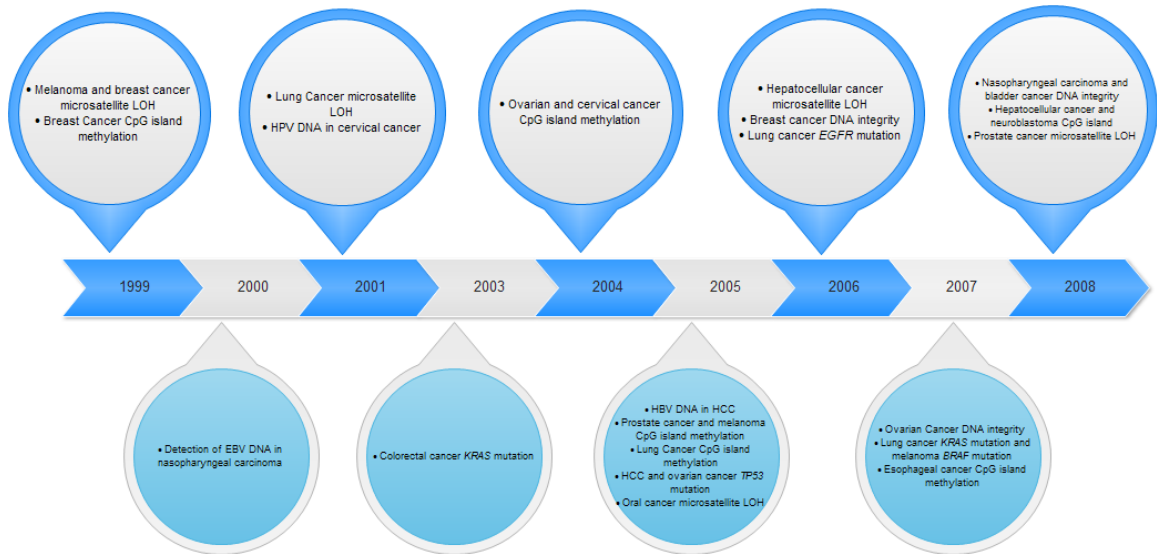 • Melanoma and breast cancer
microsatellite LOH
• Breast Cancer CpG island
methylation
• Lung Cancer microsatellite
LOH
• HPV DNA in cervical cancer
• Ovarian and cervical cancer
CpG island methylation
• Hepatocellular cancer
microsatellite LOH
• Breast cancer DNA integrity
• Lung cancer EGFR mutation
• Nasopharyngeal carcinoma and
bladder cancer DNA integrity
• Hepatocellular cancer and
neuroblastoma CpG island
• Prostate cancer microsatellite LOH
1999
2000
2001
2003
2004
2005
2006
2007
2008
• Detection of EBV DNA in
nasopharyngeal carcinoma
• Colorectal cancer KRAS mutation
• HBV DNA in HCC
• Prostate cancer and melanoma
CpG island methylation
• Lung Cancer CpG island
methylation
• HCC and ovarian cancer TP53
mutation
• Oral cancer microsatellite LOH
• Ovarian Cancer DNA integrity
• Lung cancer KRAS mutation and
melanoma BRAF mutation
• Esophageal cancer CpG island
methylation